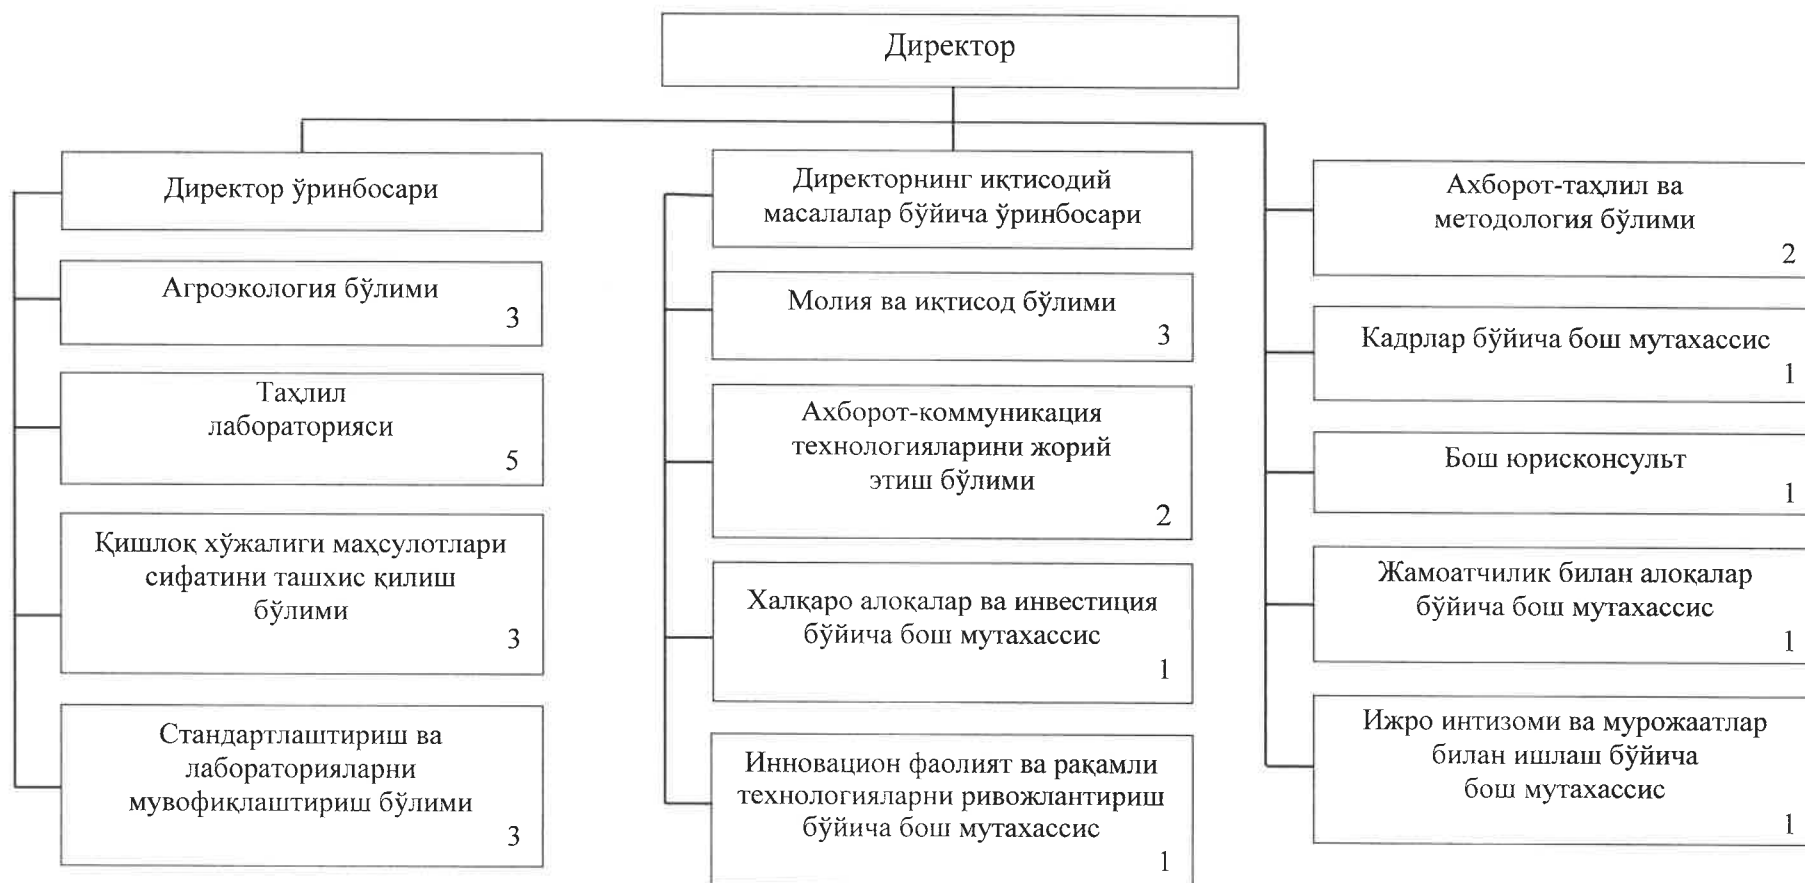 Директор
Директор ўринбосари
Агроэкология бўлими
3
Таҳлил
лабораторияси
5
Қишлоқ хўжалиги маҳсулотлари
сифатини ташхис қилиш
бўлими
3
Стандартлаштириш ва
лабораторияларни
мувофиқлаштириш бўлими
3
Директорнинг иқтисодий
масалалар бўйича ўринбосари
Молия ва иқтисод бўлими
3
Ахборот-коммуникация
технологияларини жорий
этиш бўлими
2
Халқаро алоқалар ва инвестиция
бўйича бош мутахассис
1
Инновацион фаолият ва рақамли
технологияларни ривожлантириш
бўйича бош мутахассис
1
Ахборот-таҳлил ва
методология бўлими
2
Кадрлар бўйича бош мутахассис
1
Бош юрисконсульт
1
Жамоатчилик билан алоқалар
бўйича бош мутахассис
1
Ижро интизоми ва мурожаатлар
билан ишлаш бўйича
бош мутахассис
1